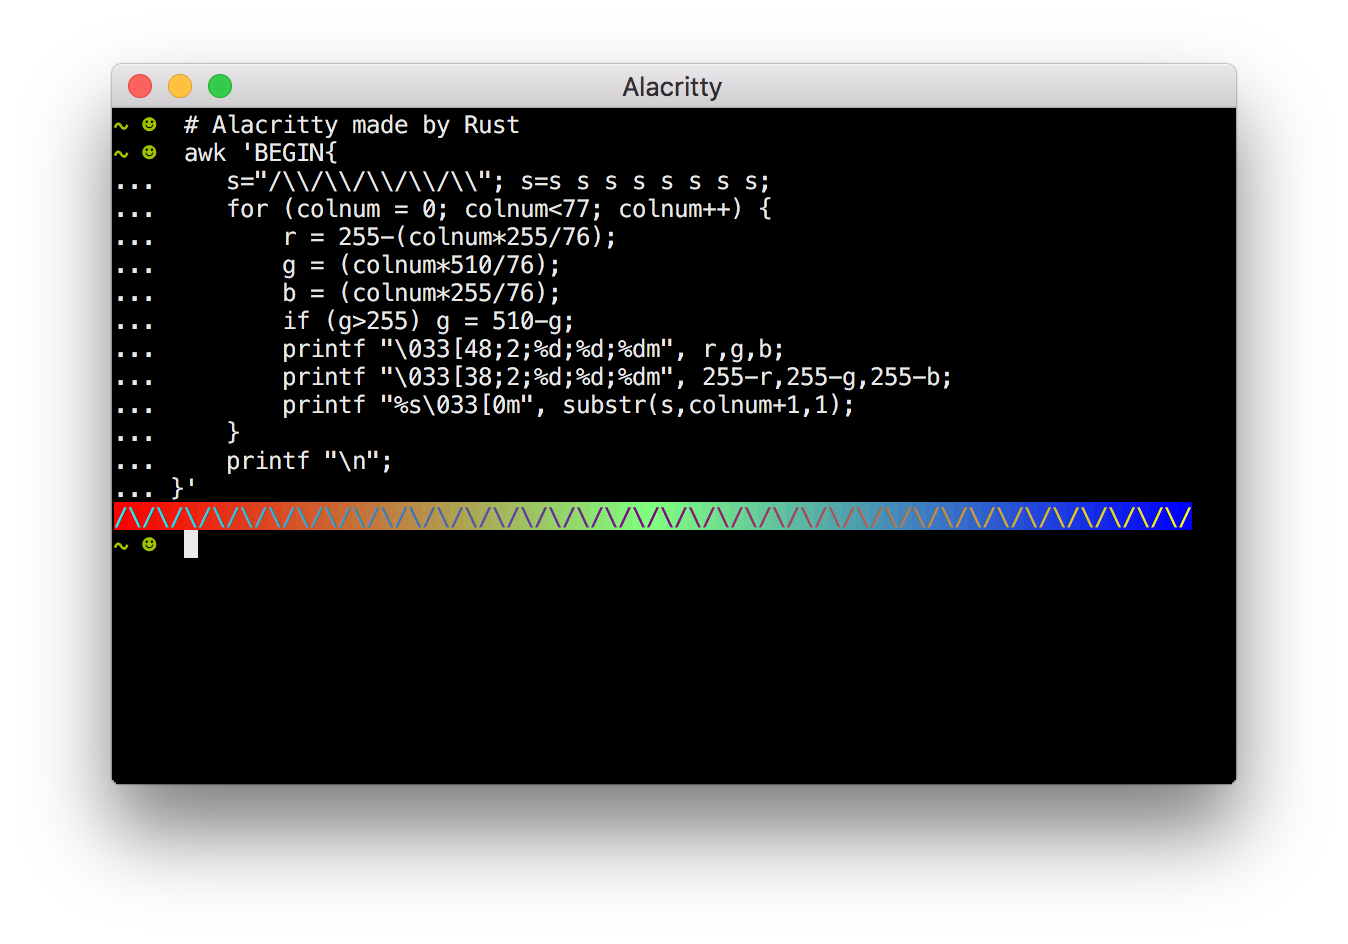 Alacritty
~ ☻ # Alacritty made by Rust
~ ☻ awk 'BEGIN{
...     s="/\\/\\/\\/\\/\\"; s=s s s s s s s s;
...     for (colnum = 0; colnum<77; colnum++) {
...         r = 255-(colnum*255/76);
...         g = (colnum*510/76);
...         b = (colnum*255/76);
...         if (g>255) g = 510-g;
...         printf "\033[48;2;%d;%d;%dm", r,g,b;
...         printf "\033[38;2;%d;%d;%dm", 255-r,255-g,255-b;
...         printf "%s\033[0m", substr(s,colnum+1,1);
...     }
...     printf "\n";
... }'
/\/\/\/\/\/\/\/\/\/\/\/\/\/\/\/\/\/\/\/\/\/\/\/\/\/\/\/\/\/\/\/\/\/\/\/\/\/\/
~ ☻